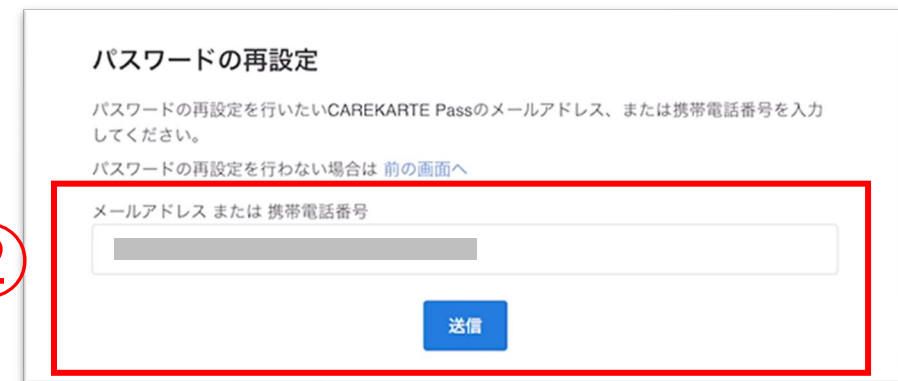 パスワードの再設定
パスワードの再設定を行いたいCAREKARTE Passのメールアドレス、または携帯電話番号を入力
してください。
パスワードの再設定を行わない場合は 前の画面へ
メールアドレス または 携帯電話番号
②
送信